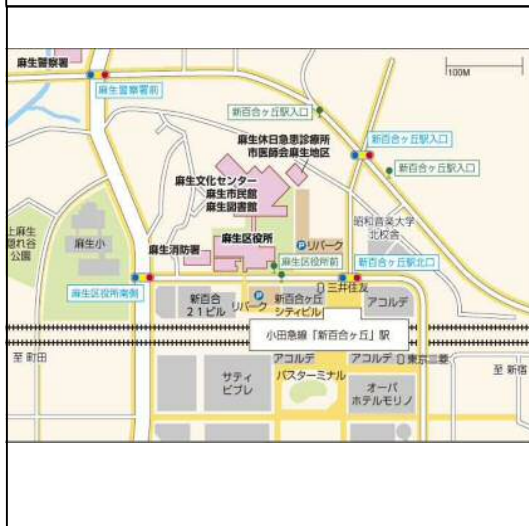 麻生警察署
100M
麻生警察署前
新百合ヶ丘駅入口
麻生休日急患診療所
市医師会麻生地区
新百合ヶ丘駅入口
新百合ヶ丘駅入口
麻生文化センター
麻生市民館
麻生図書館
昭和音楽大学
北校舎
上麻生
隠れ谷
公園
麻生小
麻生消防署
麻生区役所
Pリパーク
麻生区役所前
新百合ヶ丘駅北口
麻生区役所南側
新百合
21ビル
P
リパーク
新百合ヶ丘
シティビル
三井住友
アコルデ
小田急線「新百合ヶ丘」駅
至 町田
アコルデ
アコルデ
東京三菱
至 新宿
サティ
ビブレ
バスターミナル
オーパ
ホテルモリノ